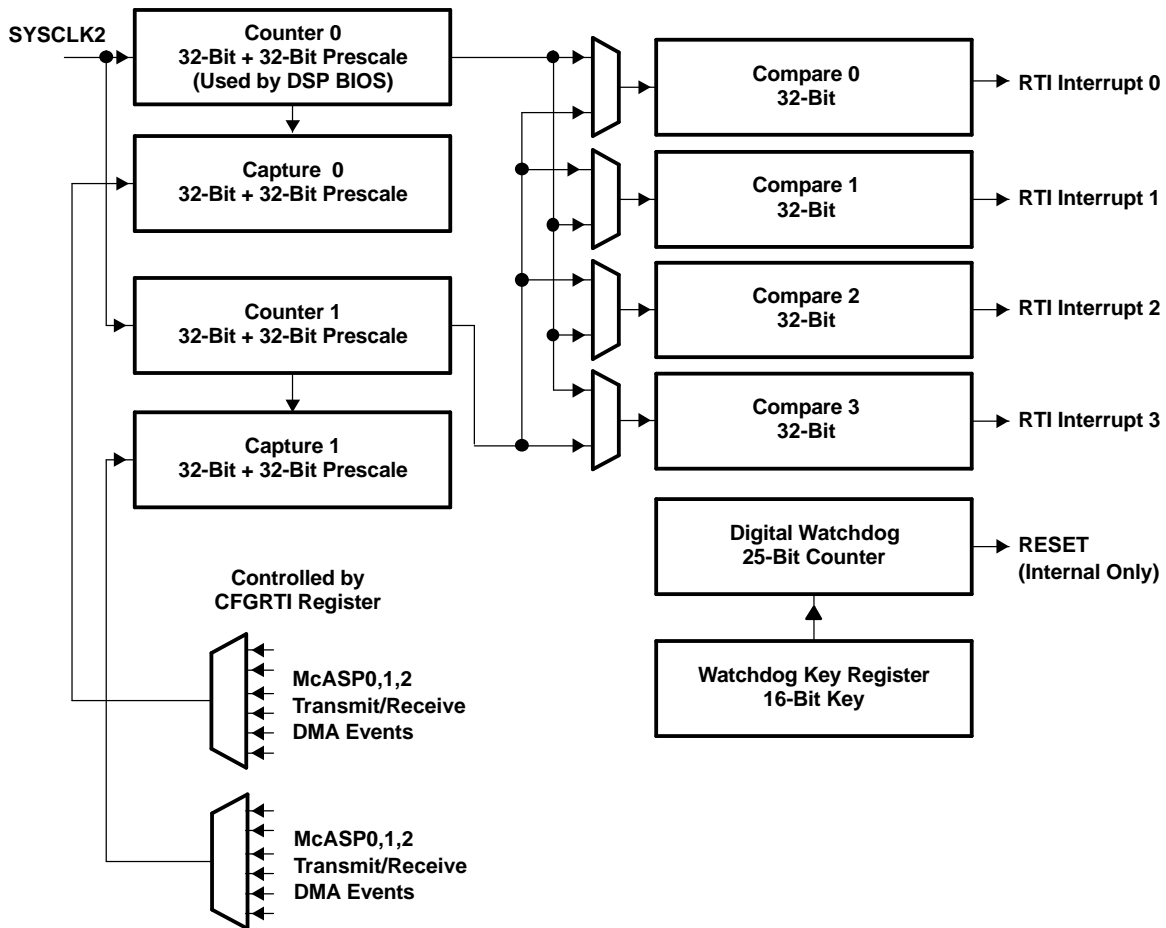 SYSCLK2
Counter 0
32-Bit + 32-Bit Prescale
(Used by DSP BIOS)
Capture 0
32-Bit + 32-Bit Prescale
Counter 1
32-Bit + 32-Bit Prescale
Capture 1
32-Bit + 32-Bit Prescale
Compare 0
32-Bit
RTI Interrupt 0
Compare 1
32-Bit
RTI Interrupt 1
Compare 2
32-Bit
RTI Interrupt 2
Compare 3
32-Bit
RTI Interrupt 3
Digital Watchdog
25-Bit Counter
RESET
(Internal Only)
Watchdog Key Register
16-Bit Key
Controlled by
CFGRTI Register
McASP0,1,2
Transmit/Receive
DMA Events
McASP0,1,2
Transmit/Receive
DMA Events